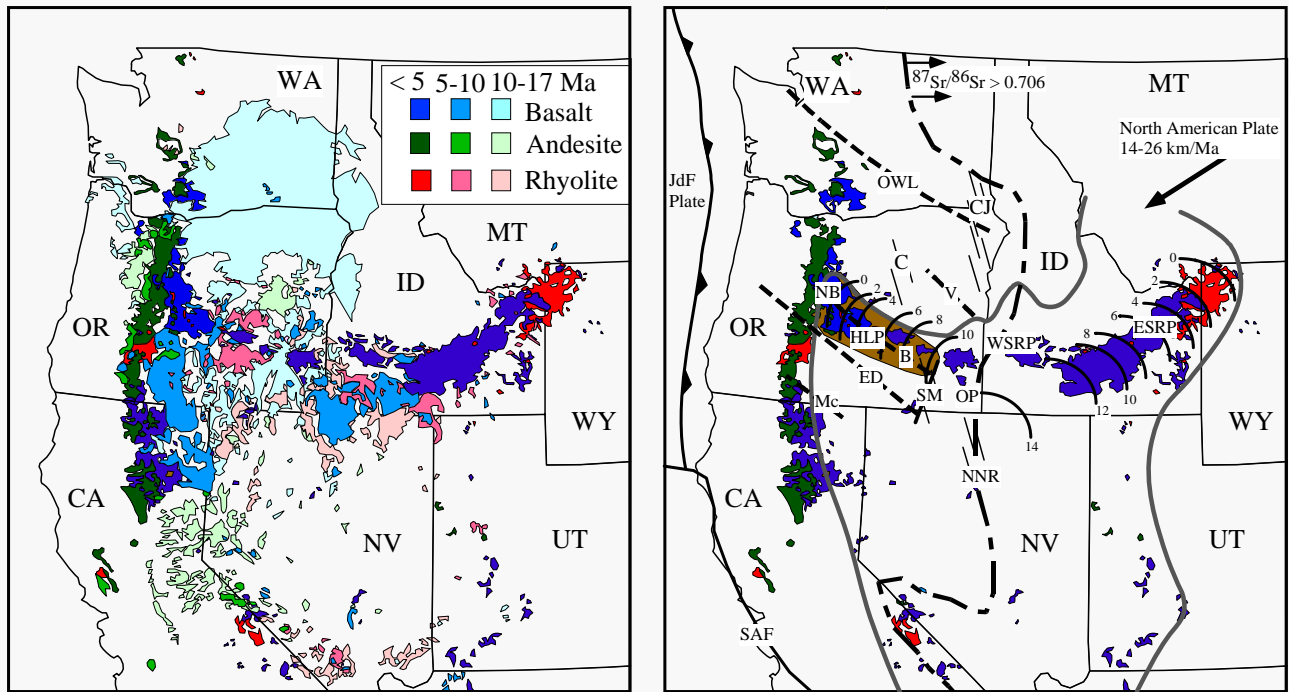 WA
< 5 5-10 10-17 Ma
Basalt
Andesite
Rhyolite
MT
ID
OR
WY
CA
NV
UT
WA
87Sr/86Sr > 0.706
MT
North American Plate
14-26 km/Ma
JdF
Plate
OWL
CJ
ID
C
V
NB
0
2
4
6
8
10
HLP
B
ED
SM
OP
WSRP
ESRP
0
2
4
6
8
10
12
14
OR
Mc
WY
NNR
CA
NV
UT
SAF